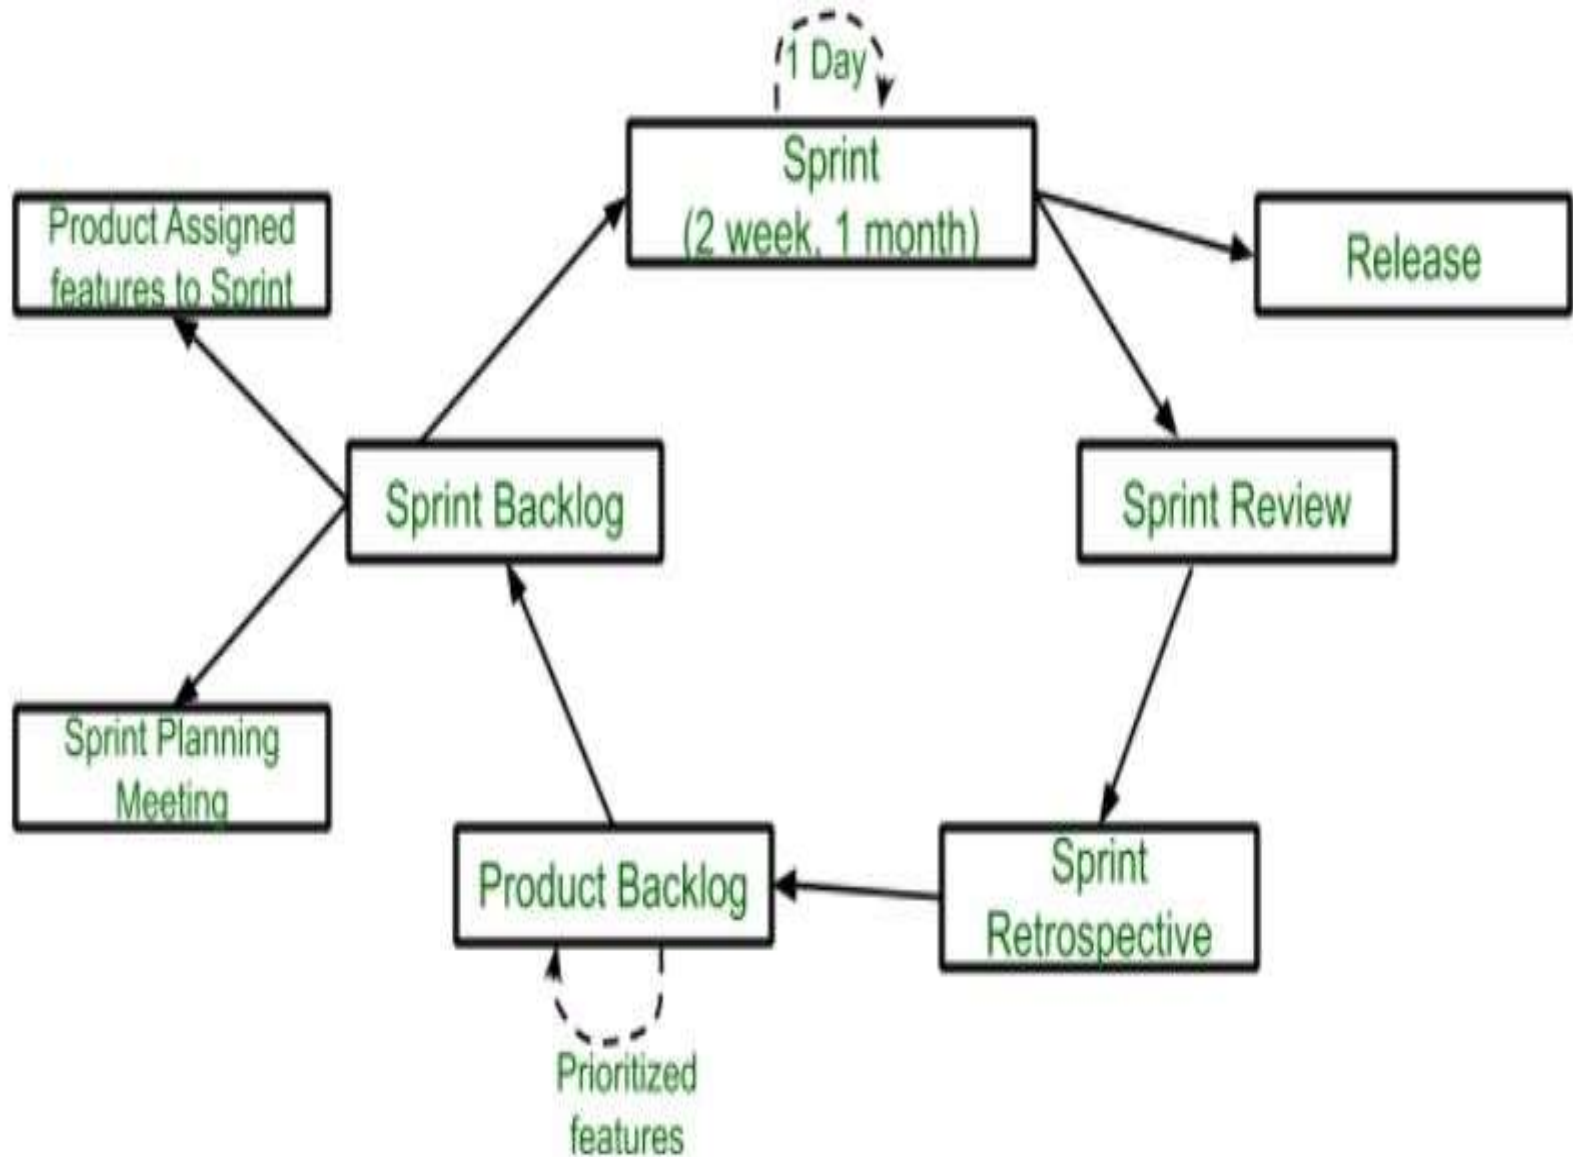 1 Day
Sprint
(2 week, 1 month)
Product Assigned
features to Sprint
Release
Sprint Backlog
Sprint Review
Sprint Planning
Meeting
Product Backlog
Sprint
Retrospective
Prioritized
features